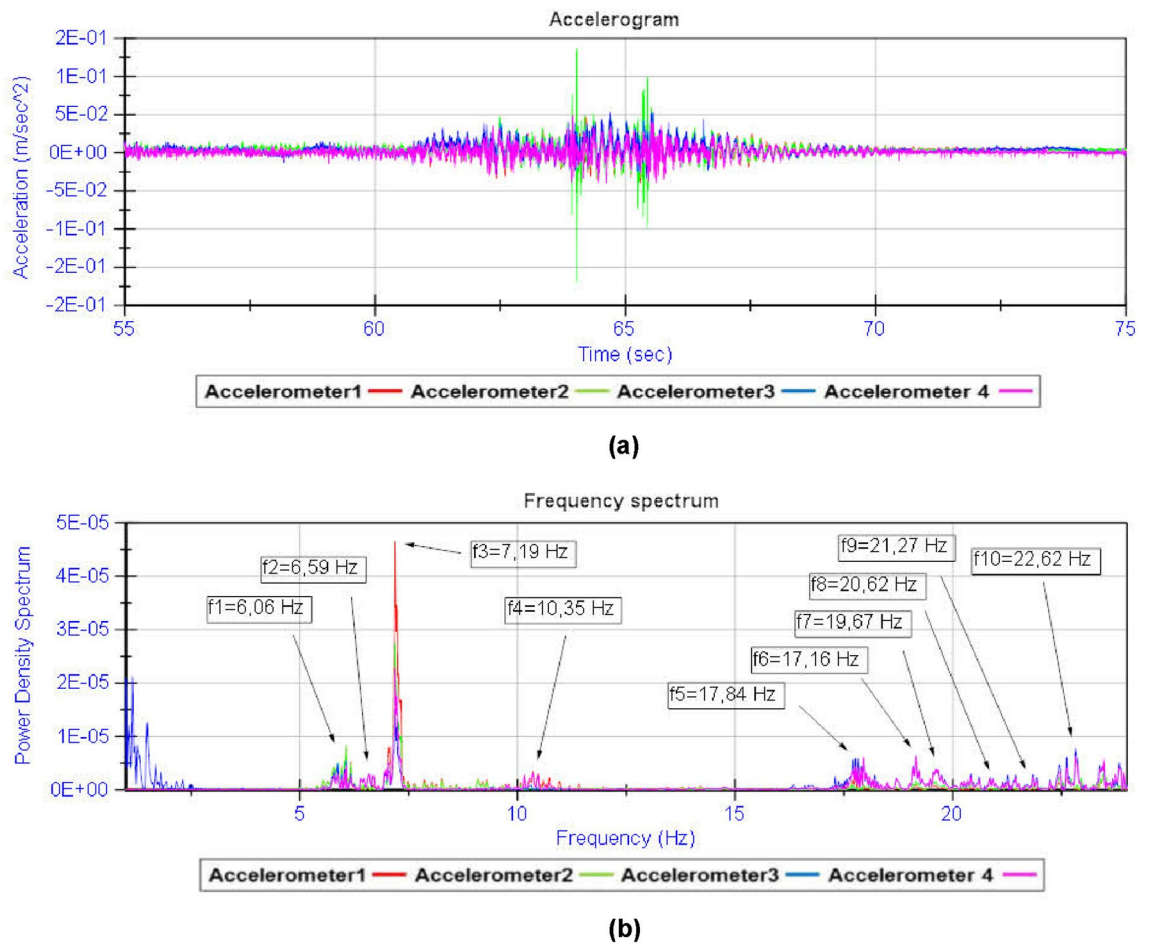 Accelerogram
2E-01
1E-01
5E-02
0E+00
-5E-02
-1E-01
-2E-01
-2E-01
Acceleration (m/sec^2)
55 60 65 70 75
Time (sec)
Accelerometer1 Accelerometer2 Accelerometer3 Accelerometer 4
(a)
Frequency spectrum
5E-05
4E-05
3E-05
2E-05
1E-05
0E+00
Power Density Spectrum
f1=6,06 Hz
f2=6,59 Hz
f3=7,19 Hz
f4=10,35 Hz
f5=17,84 Hz
f6=17,16 Hz
f7=19,67 Hz
f8=20,62 Hz
f9=21,27 Hz
f10=22,62 Hz
5 10 15 20
Frequency (Hz)
Accelerometer1 Accelerometer2 Accelerometer3 Accelerometer 4
(b)